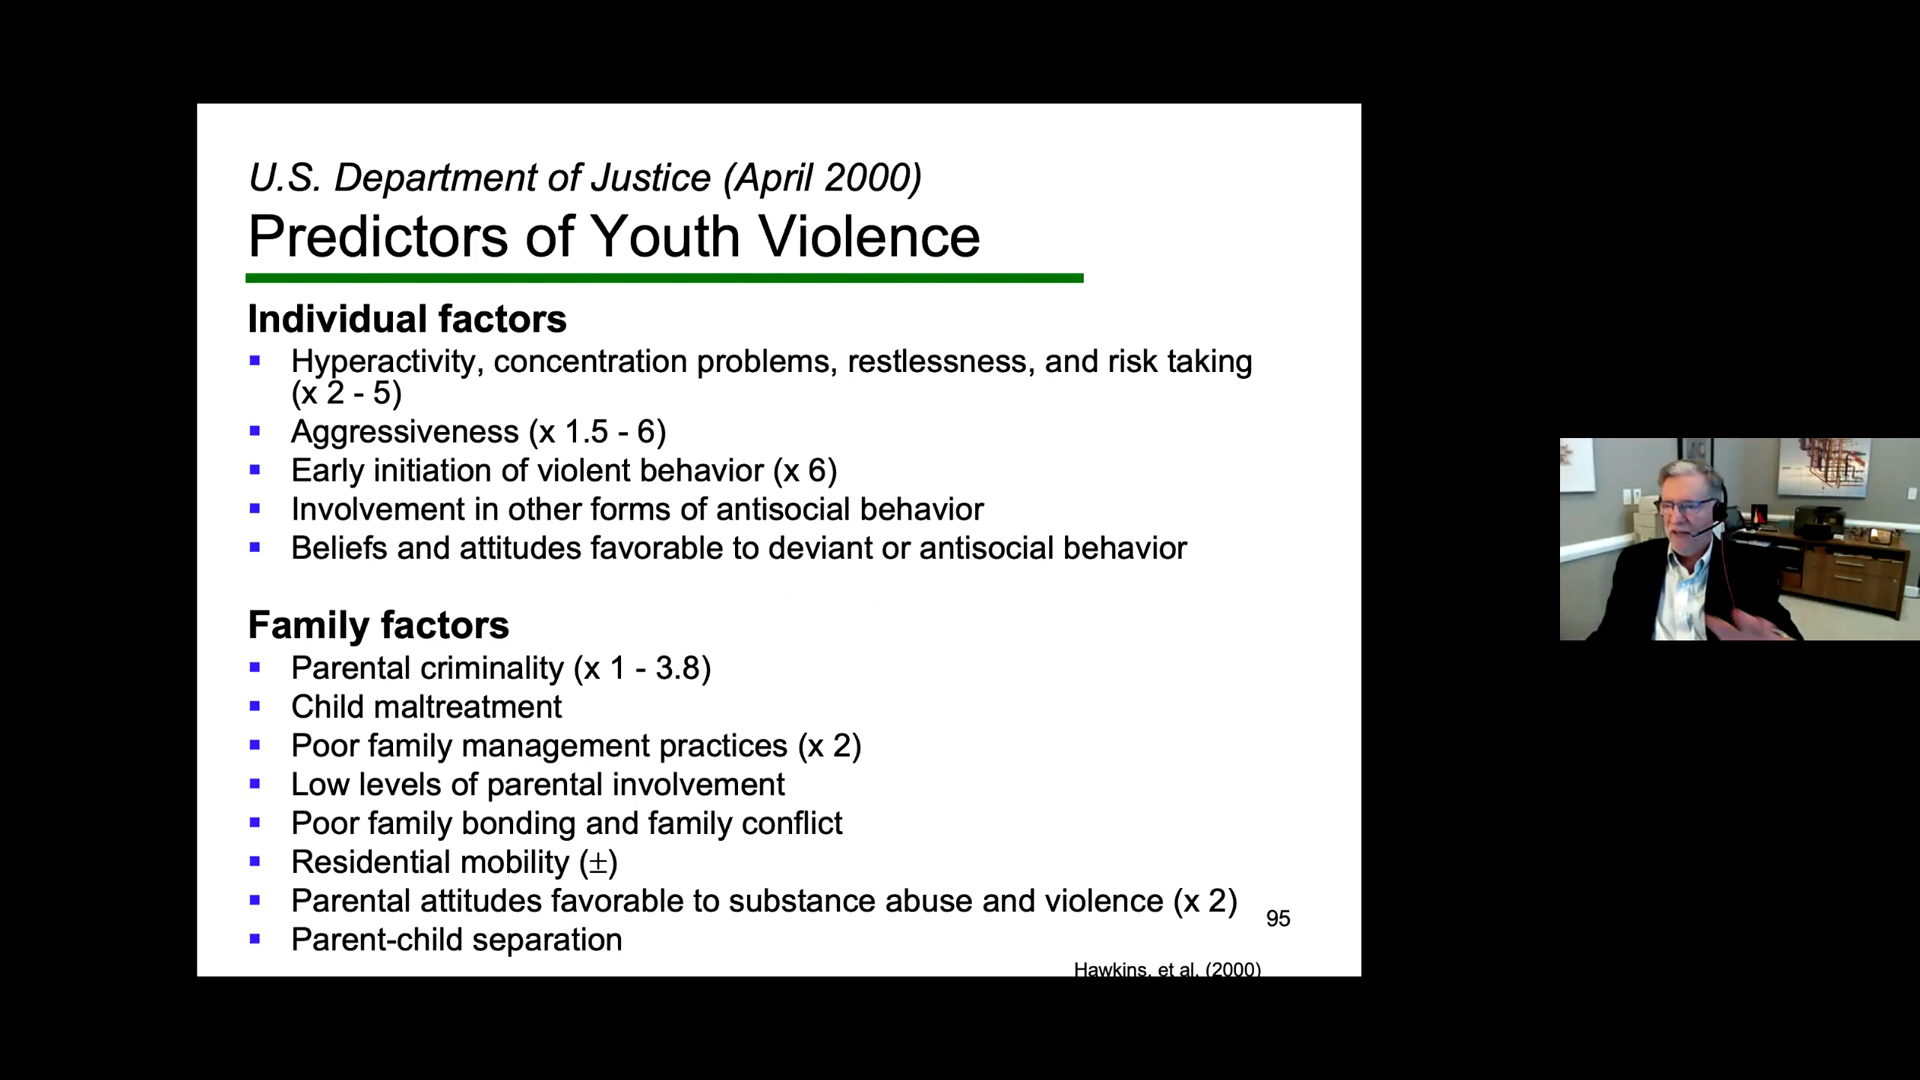 U.S. Department of Justice (April 2000)
Predictors of Youth Violence
Individual factors
▪ Hyperactivity, concentration problems, restlessness, and risk taking
(x 2 - 5)
▪ Aggressiveness (x 1.5 - 6)
▪ Early initiation of violent behavior (x 6)
▪ Involvement in other forms of antisocial behavior
▪ Beliefs and attitudes favorable to deviant or antisocial behavior
Family factors
▪ Parental criminality (x 1 - 3.8)
▪ Child maltreatment
▪ Poor family management practices (x 2)
▪ Low levels of parental involvement
▪ Poor family bonding and family conflict
▪ Residential mobility (±)
▪ Parental attitudes favorable to substance abuse and violence (x 2)
▪ Parent-child separation
95
Hawkins, et al. (2000)